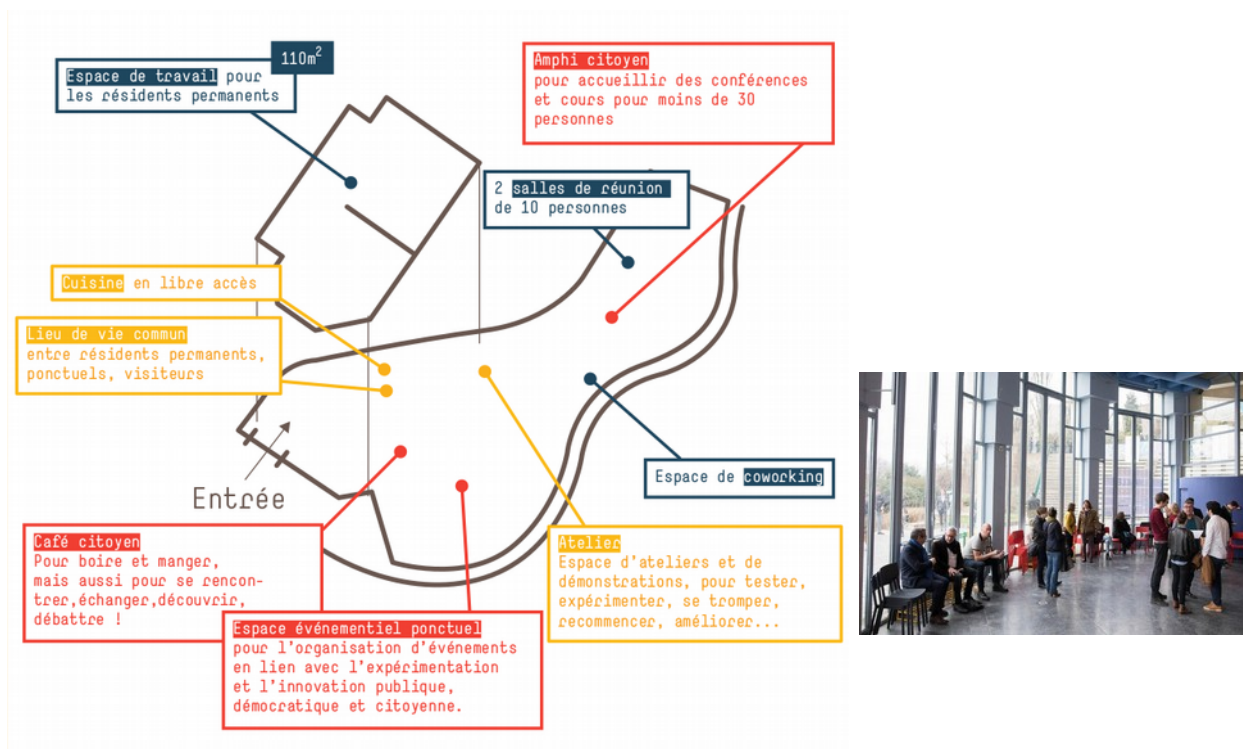 110m²
Espace de travail pour
les résidents permanents
Amphi citoyen
pour accueillir des conférences
et cours pour moins de 30
personnes
2 salles de réunion
de 10 personnes
Cuisine en libre accès
Lieu de vie commun
entre résidents permanents,
ponctuels, visiteurs
Espace de coworking
Entrée
Café citoyen
Pour boire et manger,
mais aussi pour se rencon-
trer,échanger,découvrir,
débattre !
Atelier
Espace d'ateliers et de
démonstrations, pour tester,
expérimenter, se tromper,
recommencer, améliorer...
Espace événementiel ponctuel
pour l'organisation d'événements
en lien avec l'expérimentation
et l'innovation publique,
démocratique et citoyenne.